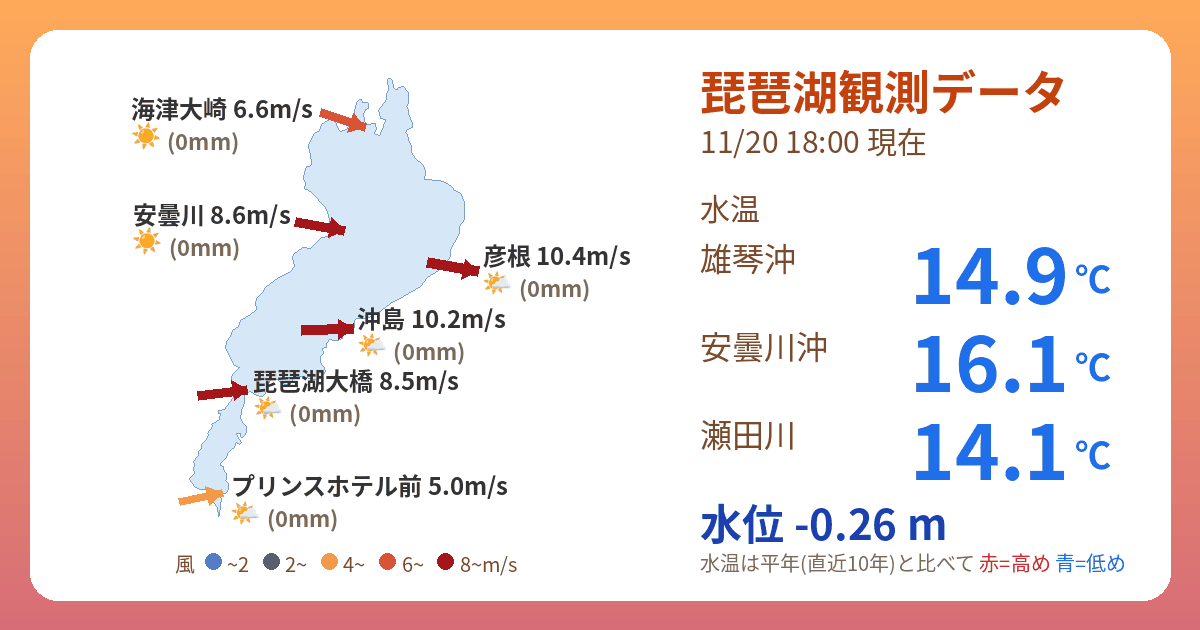 海津大崎 6.6m/s
(0mm)
安曇川 8.6m/s
(0mm)
彦根 10.4m/s
(0mm)
沖島 10.2m/s
(0mm)
琵琶湖大橋 8.5m/s
(0mm)
プリンスホテル前 5.0m/s
(0mm)
風 ~2 2~ 4~ 6~ 8~m/s
琵琶湖観測データ
11/20 18:00 現在
水温
雄琴沖 14.9℃
安曇川沖 16.1℃
瀬田川 14.1℃
水位 -0.26 m
水温は平年(直近10年)と比べて 赤=高め 青=低め